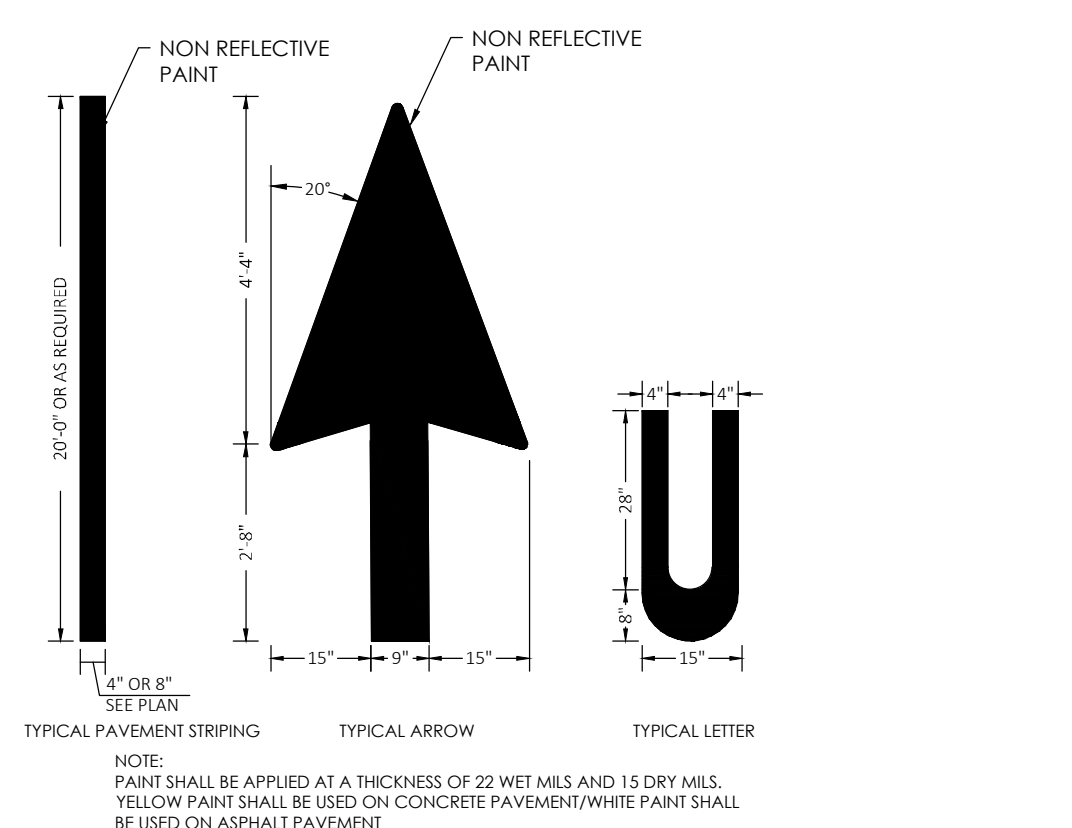 NON REFLECTIVE
PAINT
NON REFLECTIVE
PAINT
20'-0" OR AS REQUIRED
4'-4"
20°
2'-8"
15"
9"
15"
4"
4"
28"
8"
15"
4" OR 8"
SEE PLAN
TYPICAL PAVEMENT STRIPING
TYPICAL ARROW
TYPICAL LETTER
NOTE:
PAINT SHALL BE APPLIED AT A THICKNESS OF 22 WET MILS AND 15 DRY MILS.
YELLOW PAINT SHALL BE USED ON CONCRETE PAVEMENT/WHITE PAINT SHALL
BE USED ON ASPHALT PAVEMENT